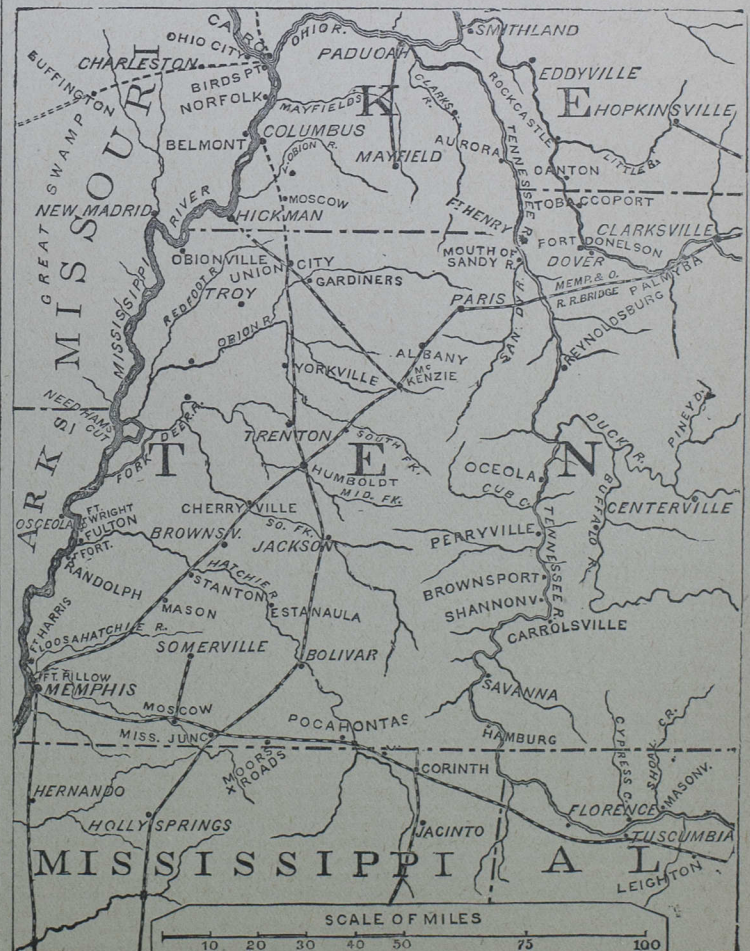 CAIRO
OHIO R.
OHIO CITY
SMITHLAND
PADUOAH
CHARLESTON
BUFFINGTON
BIRDS PT
EDDYVILLE
NORFOLK
MAYFIELDS
CLARKS R.
ROCKCASTLE
K E
HOPKINSVILLE
BELMONT
COLUMBUS
OBION R.
MAYFIELD
AURORA
TENNESSEE R.
LITTLE R.
CANTON
GREAT SWAMP
MISSOURI
NEW MADRID
RIVER
MOSCOW
HICKMAN
FT. HENRY
TOBACCOPORT
CLARKSVILLE
FORT DONELSON
DOVER
OBIONVILLE
UNION CITY
MOUTH OF
SANDY R.
MISSISSIPPI
REDFOOT R.
TROY
GARDINERS
MEMP. & O.
R.R. BRIDGE
PALMYRA
PARIS
REYNOLDSBURG
OBION R.
YORKVILLE
ALBANY
Mc
KENZIE
PINEY R.
NEEDHAMS
CUT
FORK DEAR R.
TRENTON
SOUTH FK.
DUCK R.
ARKS
T E N
OCEOLA
CUB C.
HUMBOLDT
MID. FK.
BUFFALO R.
CENTERVILLE
OSCEOLA
FT.
WRIGHT
FULTON
FORT.
CHERRYVILLE
SO. FK.
BROWNSV.
JACKSON
PERRYVILLE
TENNESSEE R.
RANDOLPH
HATCHIE R.
STANTON
MASON
ESTANAULA
BROWNSPORT
SHANNONV.
CARROLSVILLE
FT. HARRIS
LOOSAHATCHIE R.
SOMERVILLE
BOLIVAR
FT. PILLOW
MEMPHIS
SAVANNA
MOSCOW
MISS. JUNC.
POCAHONTAS
HAMBURG
MOORS
X ROADS
CORINTH
CYPRESS C.
SHOAL CR.
HERNANDO
HOLLY SPRINGS
JACINTO
FLORENCE
MASONV.
TUSCUMBIA
MISSISSIPPI
A L
LEIGHTON
SCALE OF MILES
10 20 30 40 50 75 100